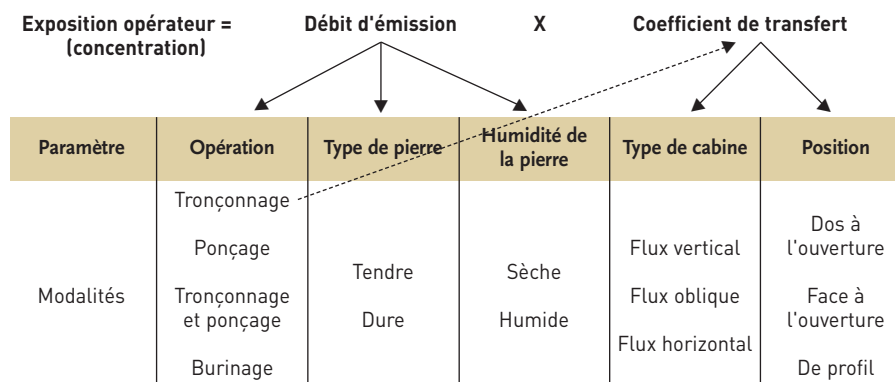 Exposition opérateur = Débit d'émission X Coefficient de transfert
(concentration)
Paramètre Opération Type de pierre Humidité de la pierre Type de cabine Position
Modalités
Tronçonnage
Ponçage
Tronçonnage
et ponçage
Burinage
Tendre
Dure
Sèche
Humide
Flux vertical
Flux oblique
Flux horizontal
Dos à
l'ouverture
Face à
l'ouverture
De profil